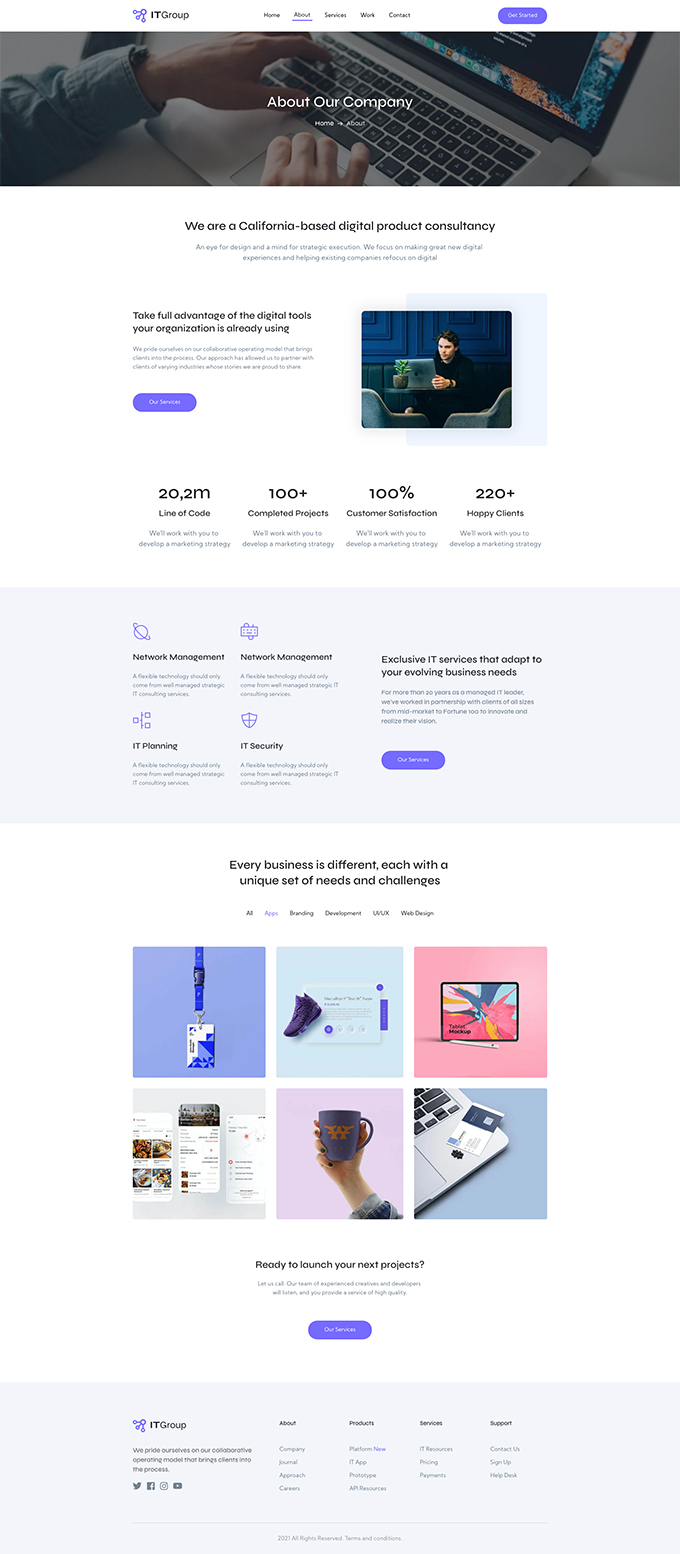 ITGroup
Home
About
Services
Work
Contact
Get Started
About Our Company
Home → About
We are a California-based digital product consultancy
An eye for design and a mind for strategic execution. We focus on making great new digital
experiences and helping existing companies refocus on digital
Take full advantage of the digital tools
your organization is already using
We pride ourselves on our collaborative operating model that brings
clients into the process. Our approach has allowed us to partner with
clients of varying industries whose stories we are proud to share
Our Services
20,2m
Line of Code
We'll work with you to
develop a marketing strategy
100+
Completed Projects
We'll work with you to
develop a marketing strategy
100%
Customer Satisfaction
We'll work with you to
develop a marketing strategy
220+
Happy Clients
We'll work with you to
develop a marketing strategy
Network Management
A flexible technology should only
come from well managed strategic
IT consulting services.
Network Management
A flexible technology should only
come from well managed strategic IT
consulting services.
IT Planning
A flexible technology should only
come from well managed strategic
IT consulting services.
IT Security
A flexible technology should only
come from well managed strategic IT
consulting services.
Exclusive IT services that adapt to
your evolving business needs
For more than 20 years as a managed IT leader,
we've worked in partnership with clients of all sizes
from mid-market to Fortune 100 to innovate and
realize their vision.
Our Services
Every business is different, each with a
unique set of needs and challenges
All
Apps
Branding
Development
UI/UX
Web Design
Tablet
Mockup
Ready to launch your next projects?
Let us call. Our team of experienced creatives and developers
will listen, and you provide a service of high quality.
Our Services
ITGroup
We pride ourselves on our collaborative
operating model that brings clients into
the process.
About
Company
Journal
Approach
Careers
Products
Platform New
IT App
Prototype
API Resources
Services
IT Resources
Pricing
Payments
Support
Contact Us
Sign Up
Help Desk
2021 All Rights Reserved. Terms and conditions.